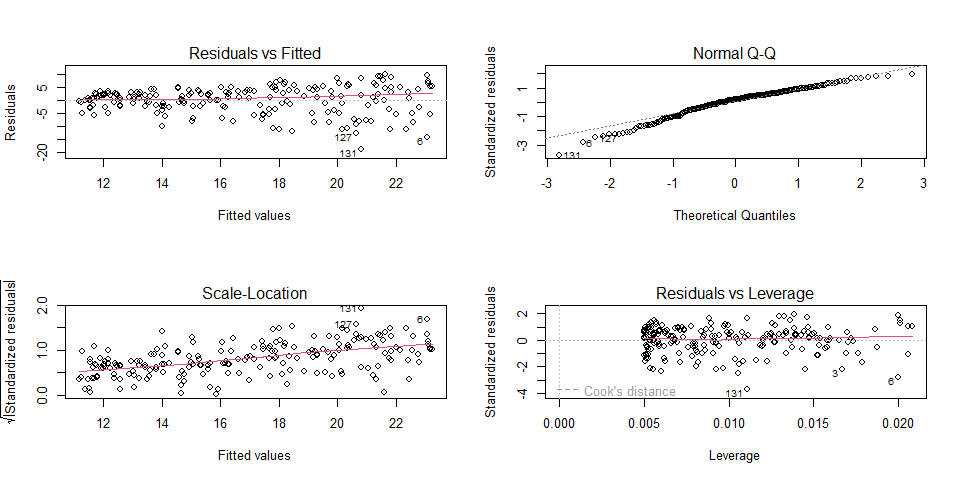 Residuals vs Fitted
Residuals
5
-5
-20
127
131
6
12 14 16 18 20 22
Fitted values
Normal Q-Q
Standardized residuals
1
-1
-3
131
6
127
-3 -2 -1 0 1 2 3
Theoretical Quantiles
Scale-Location
√|Standardized residuals|
2.0
1.0
0.0
131
127
6
12 14 16 18 20 22
Fitted values
Residuals vs Leverage
Standardized residuals
2
0
-2
-4
Cook's distance
131
3
6
0.000 0.005 0.010 0.015 0.020
Leverage